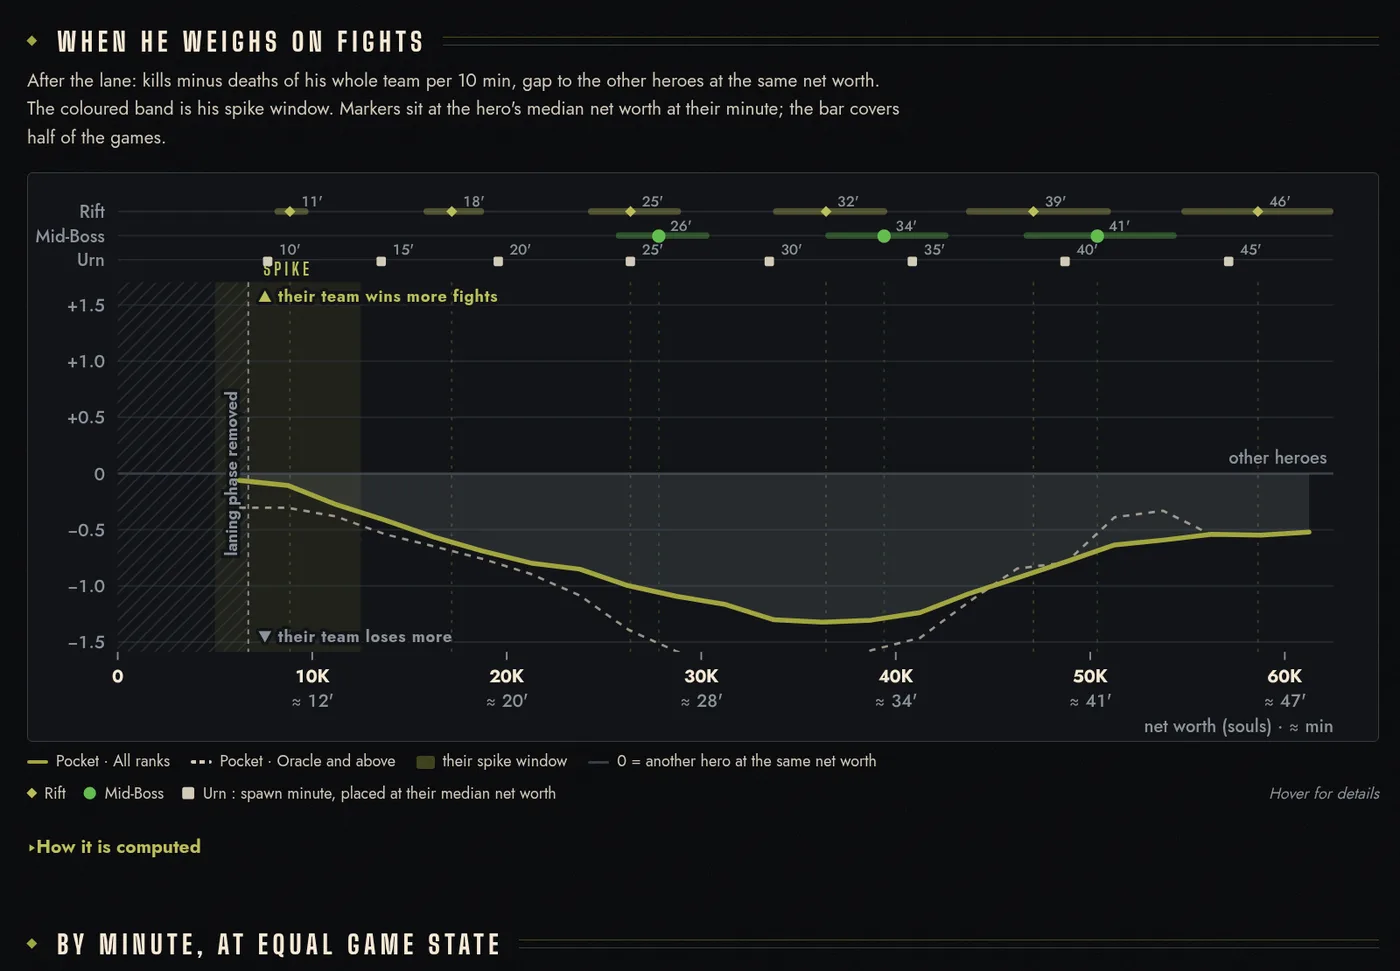 WHEN HE WEIGHS ON FIGHTS
After the lane: kills minus deaths of his whole team per 10 min, gap to the other heroes at the same net worth.
The coloured band is his spike window. Markers sit at the hero's median net worth at their minute; the bar covers
half of the games.
Rift 11′ 18′ 25′ 32′ 39′ 46′
Mid-Boss 26′ 34′ 41′
Urn 10′ 15′ 20′ 25′ 30′ 35′ 40′ 45′
SPIKE
▲ their team wins more fights
+1.5
+1.0
+0.5
0
−0.5
−1.0
−1.5
laning phase removed
other heroes
▼ their team loses more
0 10K 20K 30K 40K 50K 60K
≈ 12′ ≈ 20′ ≈ 28′ ≈ 34′ ≈ 41′ ≈ 47′
net worth (souls) · ≈ min
Pocket · All ranks Pocket · Oracle and above their spike window 0 = another hero at the same net worth
Rift Mid-Boss Urn : spawn minute, placed at their median net worth
Hover for details
▸How it is computed
BY MINUTE, AT EQUAL GAME STATE